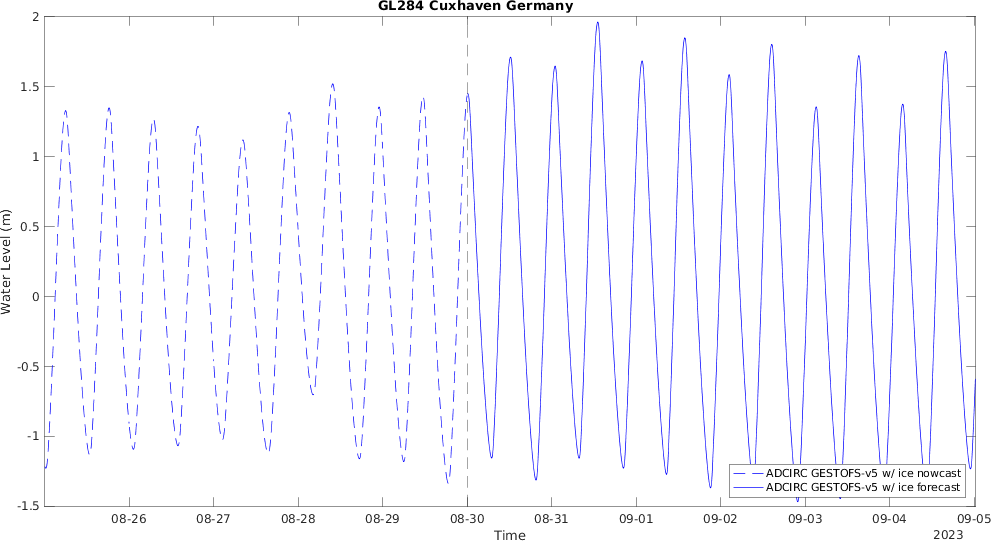 GL284 Cuxhaven Germany
2
1.5
1
0.5
0
-0.5
-1
-1.5
Water Level (m)
ADCIRC GESTOFS-v5 w/ ice nowcast
ADCIRC GESTOFS-v5 w/ ice forecast
08-26 08-27 08-28 08-29 08-30 08-31 09-01 09-02 09-03 09-04 09-05
Time
2023